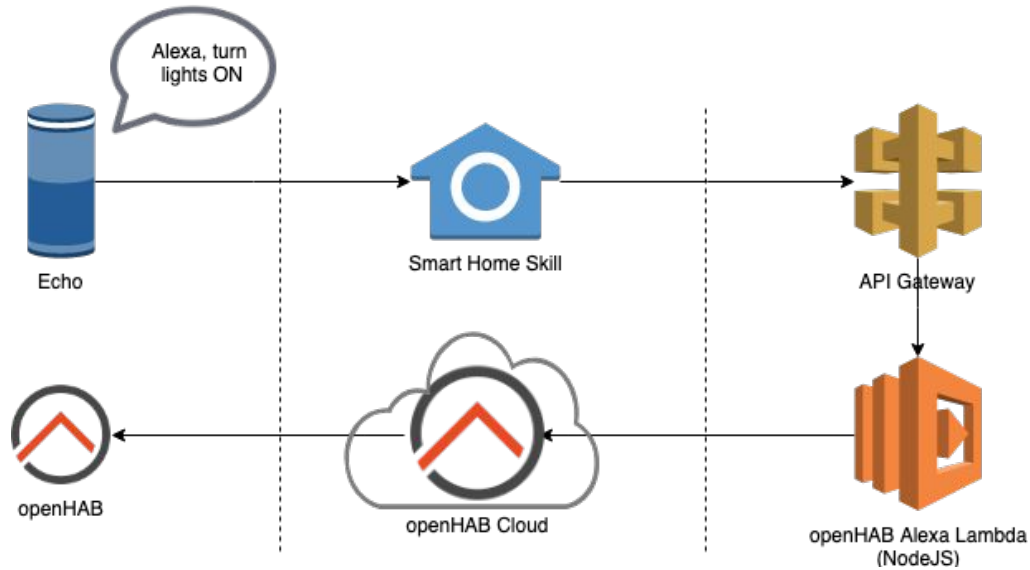 Alexa, turn
lights ON
Echo
Smart Home Skill
API Gateway
openHAB
openHAB Cloud
openHAB Alexa Lambda
(NodeJS)